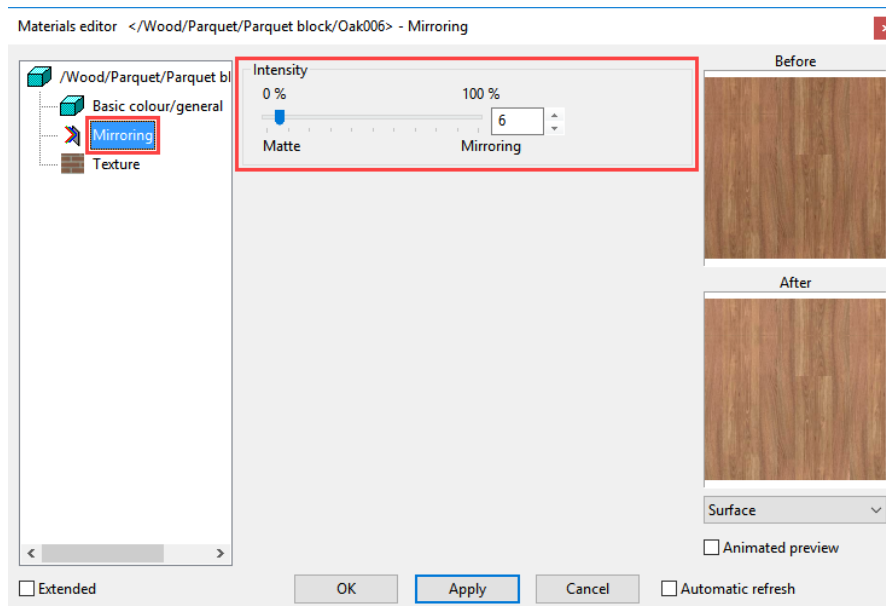 Materials editor </Wood/Parquet/Parquet block/Oak006> - Mirroring
/Wood/Parquet/Parquet bl
Basic colour/general
Mirroring
Texture
Intensity
0 % 100 %
6
Matte Mirroring
Before
After
Surface
Animated preview
Extended OK Apply Cancel Automatic refresh